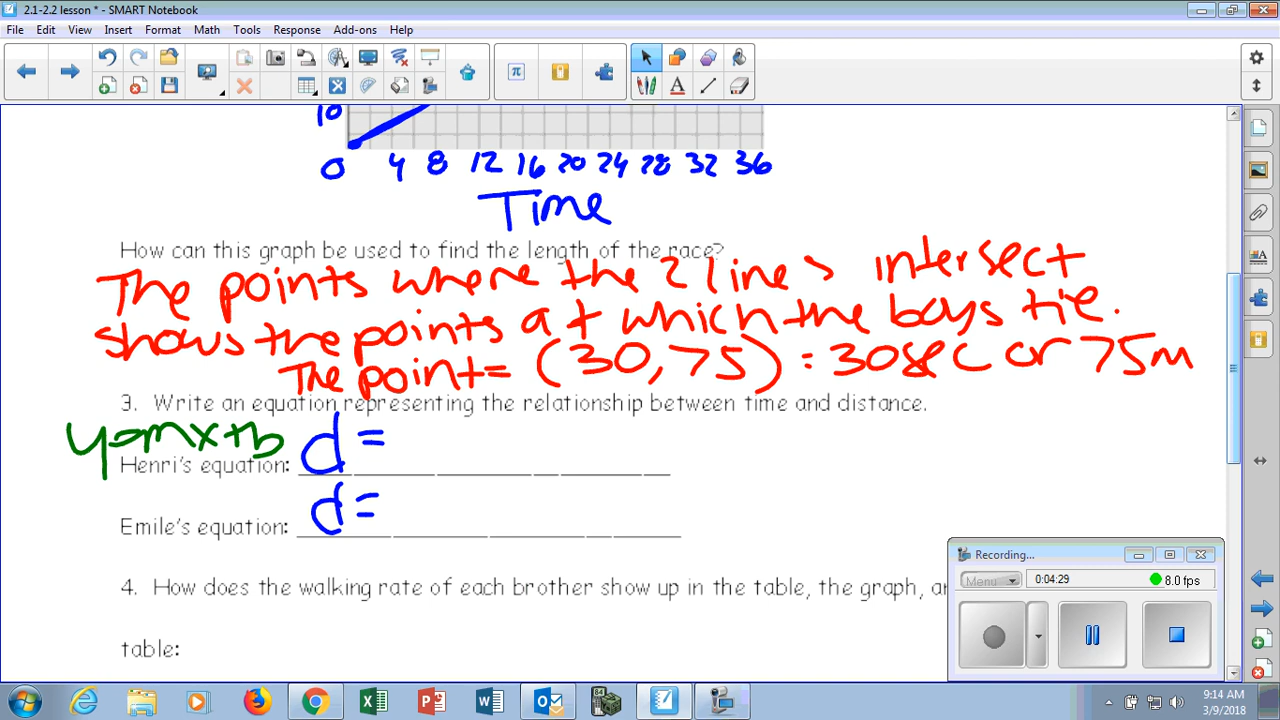 2.1-2.2 lesson * - SMART Notebook
File Edit View Insert Format Math Tools Response Add-ons Help
10
0 4 8 12 16 20 24 28 32 36
Time
How can this graph be used to find the length of the race?
The points where the 2 lines intersect
shows the points at which the boys tie.
The point = (30, 75) = 30 sec or 75m
3. Write an equation representing the relationship between time and distance.
y=mx+b
Henri's equation: d =
Emile's equation: d =
4. How does the walking rate of each brother show up in the table, the graph, an
table:
Recording...
Menu 0:04:29 8.0 fps
9:14 AM
3/9/2018